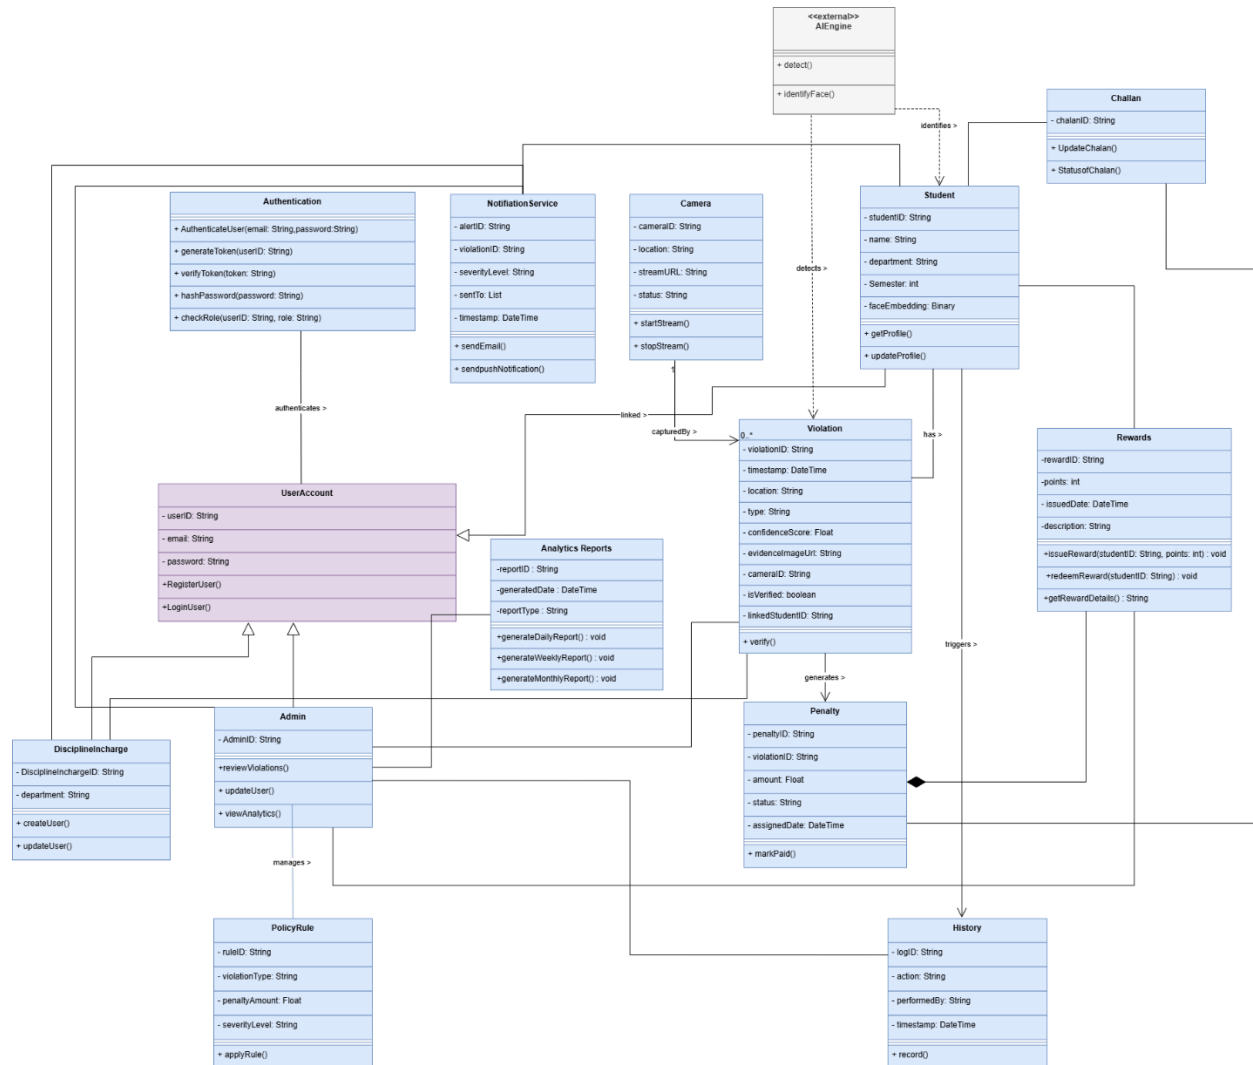 <<external>>
AIEngine
+ detect()
+ identifyFace()
identifies >
detects >
Challan
- chalanID: String
+ UpdateChalan()
+ StatusofChalan()
Authentication
+ AuthenticateUser(email: String,password:String)
+ generateToken(userID: String)
+ verifyToken(token: String)
+ hashPassword(password: String)
+ checkRole(userID: String, role: String)
authenticates >
NotifiationService
- alertID: String
- violationID: String
- severityLevel: String
- sentTo: List
- timestamp: DateTime
+ sendEmail()
+ sendpushNotification()
Camera
- cameraID: String
- location: String
- streamURL: String
- status: String
+ startStream()
+ stopStream()
1
capturedBy >
0..*
linked >
Student
- studentID: String
- name: String
- department: String
- Semester: int
- faceEmbedding: Binary
+ getProfile()
+ updateProfile()
has >
triggers >
UserAccount
- userID: String
- email: String
- password: String
+RegisterUser()
+LoginUser()
Analytics Reports
-reportID : String
-generatedDate : DateTime
-reportType : String
+generateDailyReport() : void
+generateWeeklyReport() : void
+generateMonthlyReport() : void
Violation
- violationID: String
- timestamp: DateTime
- location: String
- type: String
- confidenceScore: Float
- evidenceImageUrl: String
- cameraID: String
- isVerified: boolean
- linkedStudentID: String
+ verify()
generates >
Rewards
-rewardID: String
-points: int
- issuedDate: DateTime
-description: String
+issueReward(studentID: String, points: int) : void
+redeemReward(studentID: String) : void
+getRewardDetails() : String
DisciplineIncharge
- DisciplineInchargeID: String
- department: String
+ createUser()
+ updateUser()
Admin
- AdminID: String
+reviewViolations()
+ updateUser()
+ viewAnalytics()
manages >
Penalty
- penaltyID: String
- violationID: String
- amount: Float
- status: String
- assignedDate: DateTime
+ markPaid()
PolicyRule
- ruleID: String
- violationType: String
- penaltyAmount: Float
- severityLevel: String
+ applyRule()
History
- logID: String
- action: String
- performedBy: String
- timestamp: DateTime
+ record()